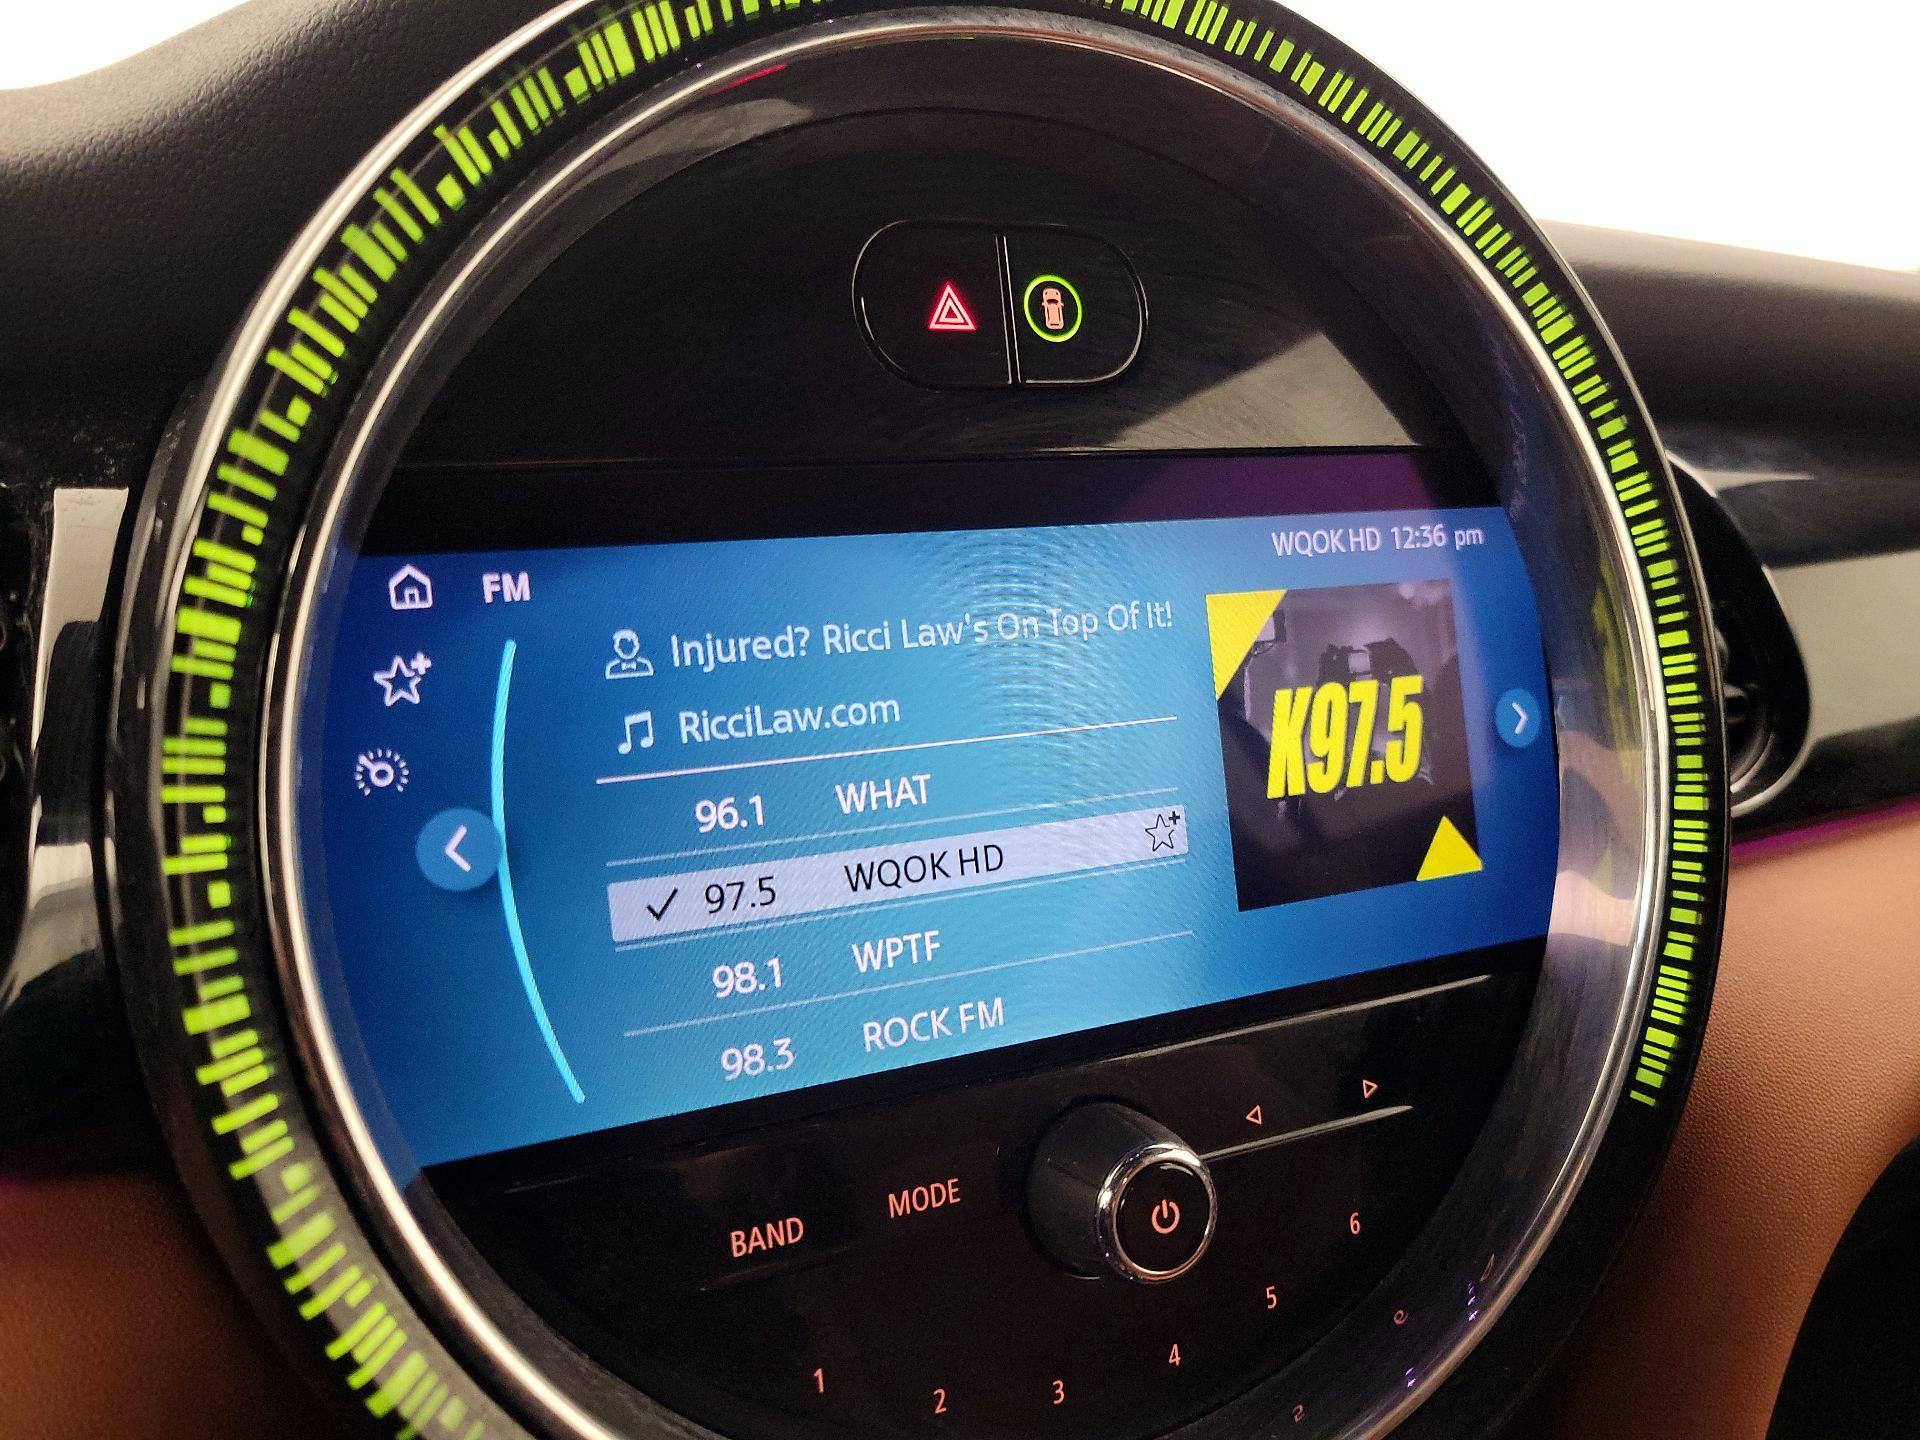 WQOK HD 12:36 pm
FM
Injured? Ricci Law's On Top Of It!
RicciLaw.com
K97.5
96.1 WHAT
97.5 WQOK HD
98.1 WPTF
98.3 ROCK FM
BAND MODE
1 2 3 4 5 6